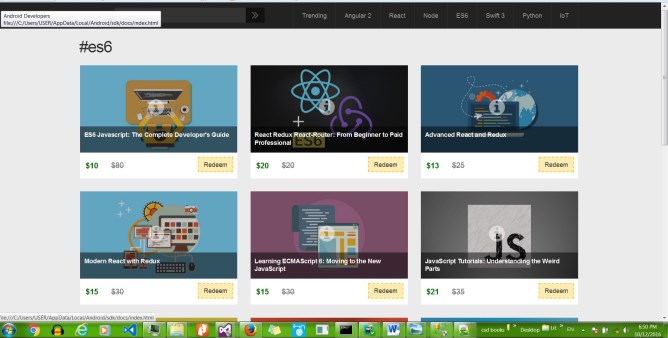 Android Developers
file:///C:/Users/USER/AppData/Local/Android/sdk/docs/index.html
Trending Angular 2 React Node ES6 Swift 3 Python IoT
#es6
ES6 Javascript: The Complete Developer's Guide
$10 $80 Redeem
React Redux React-Router: From Beginner to Paid
Professional
ES6
$20 $20 Redeem
Advanced React and Redux
$13 $25 Redeem
Modern React with Redux
$15 $30 Redeem
Learning ECMAScript 6: Moving to the New
JavaScript
$15 $30 Redeem
JS
JavaScript Tutorials: Understanding the Weird
Parts
$21 $35 Redeem
file:///C:/Users/USER/AppData/Local/Android/sdk/docs/index.html
csd books Desktop Lit EN 6:50 PM
10/12/2016